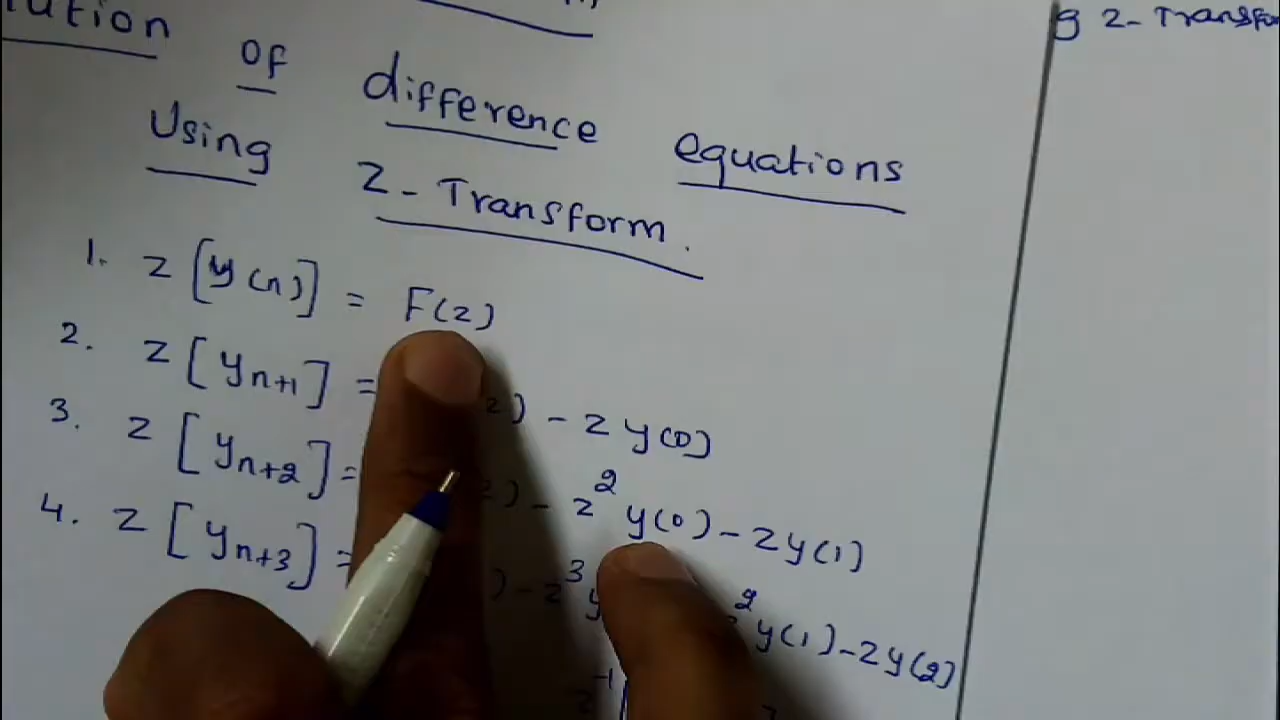 of difference equations
Using Z-Transform.
1. Z[y(n)] = F(z)
2. Z[yn+1] = z) - z y(0)
3. Z[yn+2] = z) - z² y(0) - z y(1)
4. Z[yn+3] = ) - z³ y ² y(1) - z y(2)
z⁻¹
g Z-Transfo